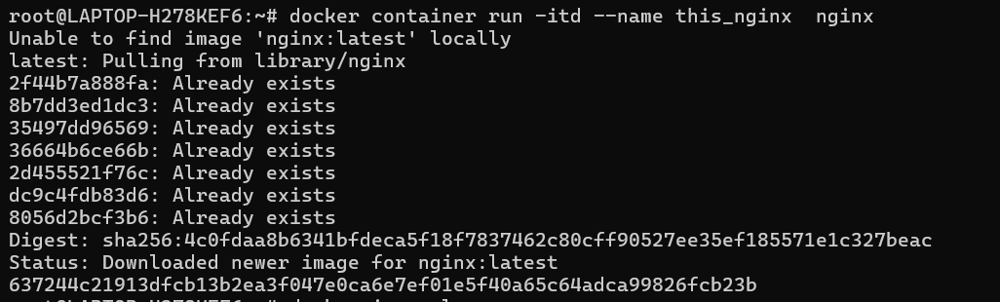 root@LAPTOP-H278KEF6:~# docker container run -itd --name this_nginx  nginx
Unable to find image 'nginx:latest' locally
latest: Pulling from library/nginx
2f44b7a888fa: Already exists
8b7dd3ed1dc3: Already exists
35497dd96569: Already exists
36664b6ce66b: Already exists
2d455521f76c: Already exists
dc9c4fdb83d6: Already exists
8056d2bcf3b6: Already exists
Digest: sha256:4c0fdaa8b6341bfdeca5f18f7837462c80cff90527ee35ef185571e1c327beac
Status: Downloaded newer image for nginx:latest
637244c21913dfcb13b2ea3f047e0ca6e7ef01e5f40a65c64adca99826fcb23b